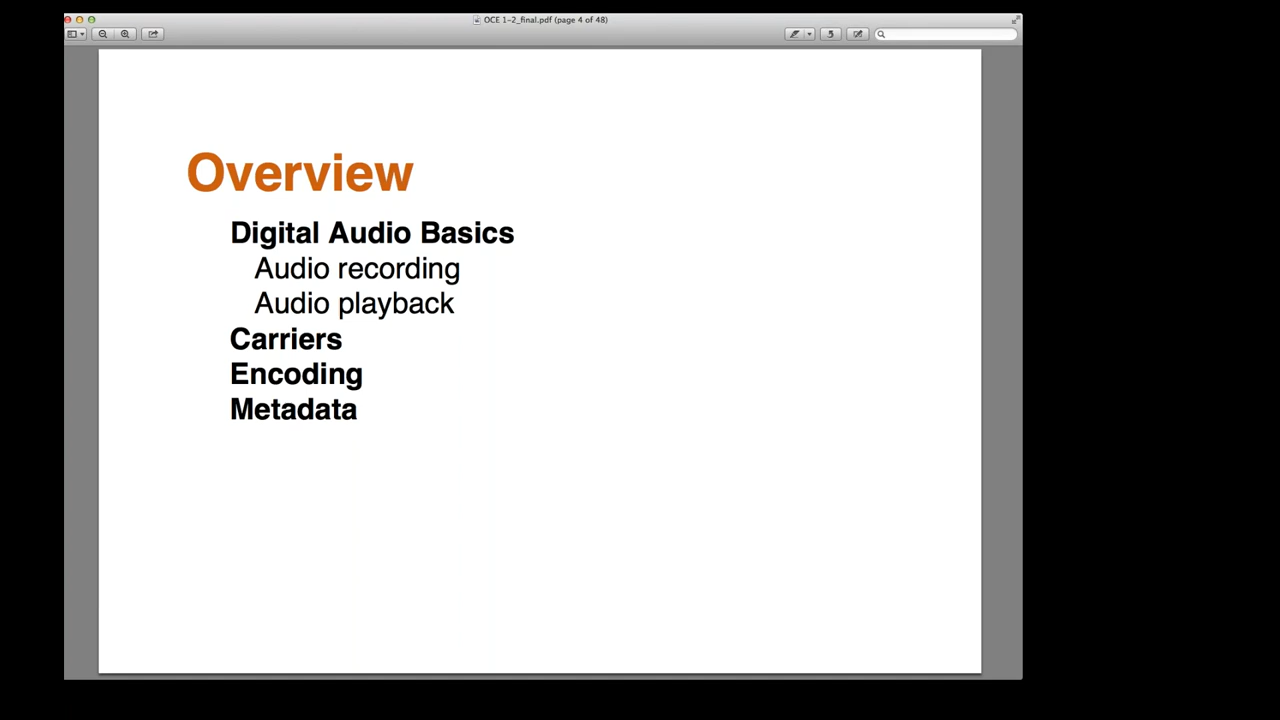 OCE 1-2_final.pdf (page 4 of 48)
Overview
Digital Audio Basics
Audio recording
Audio playback
Carriers
Encoding
Metadata